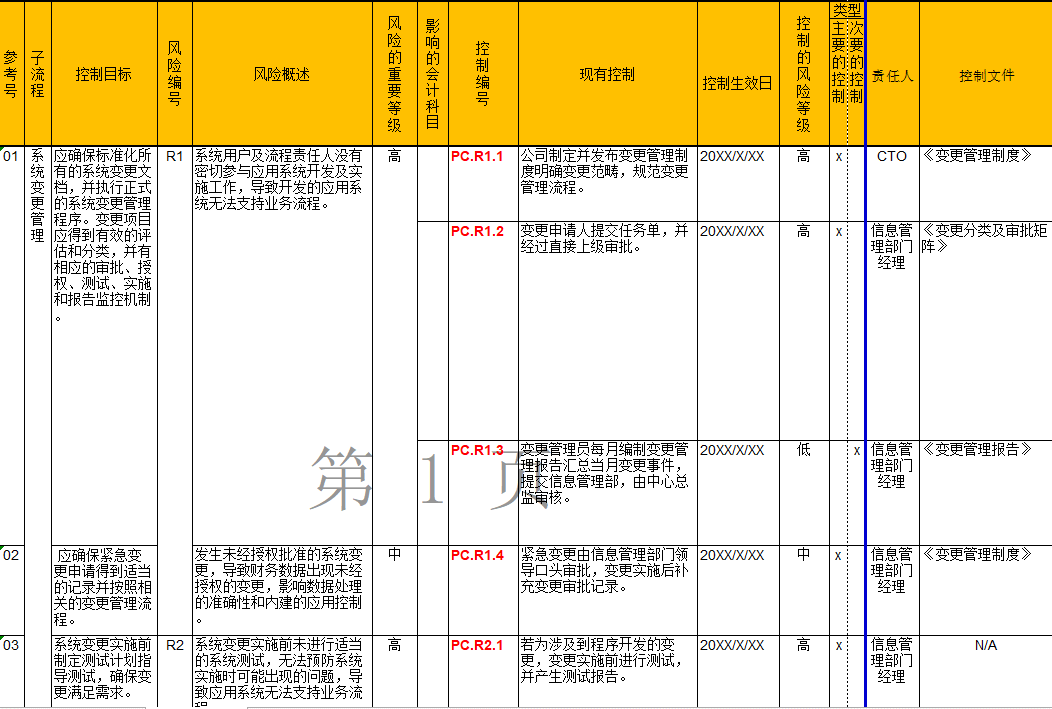 参考号
子流程
控制目标
风险编号
风险概述
风险的重要等级
影响的会计科目
控制编号
现有控制
控制生效日
控制的风险等级
类型
主要的控制
次要的控制
责任人
控制文件
01
系统变更管理
应确保标准化所
有的系统变更文
档，并执行正式
的系统变更管理
程序。变更项目
应得到有效的评
估和分类，并有
相应的审批、授
权、测试、实施
和报告监控机制
。
R1
系统用户及流程责任人没有
密切参与应用系统开发及实
施工作，导致开发的应用系
统无法支持业务流程。
高
PC.R1.1
公司制定并发布变更管理制
度明确变更范畴，规范变更
管理流程。
20XX/X/XX
高
x
CTO
《变更管理制度》
PC.R1.2
变更申请人提交任务单，并
经过直接上级审批。
20XX/X/XX
高
x
信息管
理部门
经理
《变更分类及审批矩
阵》
PC.R1.3
变更管理员每月编制变更管
理报告汇总当月变更事件，
提交信息管理部，由中心总
监审核。
20XX/X/XX
低
x
信息管
理部门
经理
《变更管理报告》
第 1 页
02
应确保紧急变
更申请得到适当
的记录并按照相
关的变更管理流
程。
发生未经授权批准的系统变
更，导致财务数据出现未经
授权的变更，影响数据处理
的准确性和内建的应用控制
。
中
PC.R1.4
紧急变更由信息管理部门领
导口头审批，变更实施后补
充变更审批记录。
20XX/X/XX
中
x
信息管
理部门
经理
《变更管理制度》
03
系统变更实施前
制定测试计划指
导测试，确保变
更满足需求。
R2
系统变更实施前未进行适当
的系统测试，无法预防系统
实施时可能出现的问题，导
致应用系统无法支持业务流
程
高
PC.R2.1
若为涉及到程序开发的变
更，变更实施前进行测试，
并产生测试报告。
20XX/X/XX
高
x
信息管
理部门
经理
N/A